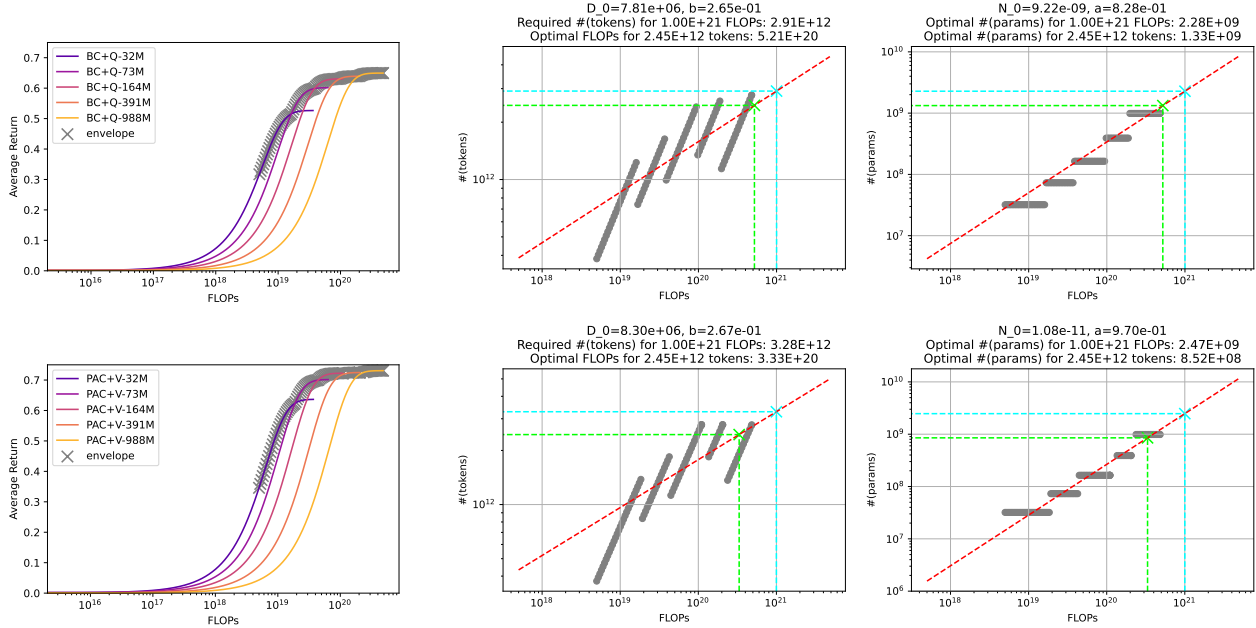 D_0=7.81e+06, b=2.65e-01
Required #(tokens) for 1.00E+21 FLOPs: 2.91E+12
Optimal FLOPs for 2.45E+12 tokens: 5.21E+20
N_0=9.22e-09, a=8.28e-01
Optimal #(params) for 1.00E+21 FLOPs: 2.28E+09
Optimal #(params) for 2.45E+12 tokens: 1.33E+09
Average Return
0.7
0.6
0.5
0.4
0.3
0.2
0.1
0.0
BC+Q-32M
BC+Q-73M
BC+Q-164M
BC+Q-391M
BC+Q-988M
envelope
10^16
10^17
10^18
10^19
10^20
FLOPs
#(tokens)
10^12
10^18
10^19
10^20
10^21
FLOPs
#(params)
10^10
10^9
10^8
10^7
10^18
10^19
10^20
10^21
FLOPs
D_0=8.30e+06, b=2.67e-01
Required #(tokens) for 1.00E+21 FLOPs: 3.28E+12
Optimal FLOPs for 2.45E+12 tokens: 3.33E+20
N_0=1.08e-11, a=9.70e-01
Optimal #(params) for 1.00E+21 FLOPs: 2.47E+09
Optimal #(params) for 2.45E+12 tokens: 8.52E+08
Average Return
0.7
0.6
0.5
0.4
0.3
0.2
0.1
0.0
PAC+V-32M
PAC+V-73M
PAC+V-164M
PAC+V-391M
PAC+V-988M
envelope
10^16
10^17
10^18
10^19
10^20
FLOPs
#(tokens)
10^12
10^18
10^19
10^20
10^21
FLOPs
#(params)
10^10
10^9
10^8
10^7
10^6
10^18
10^19
10^20
10^21
FLOPs